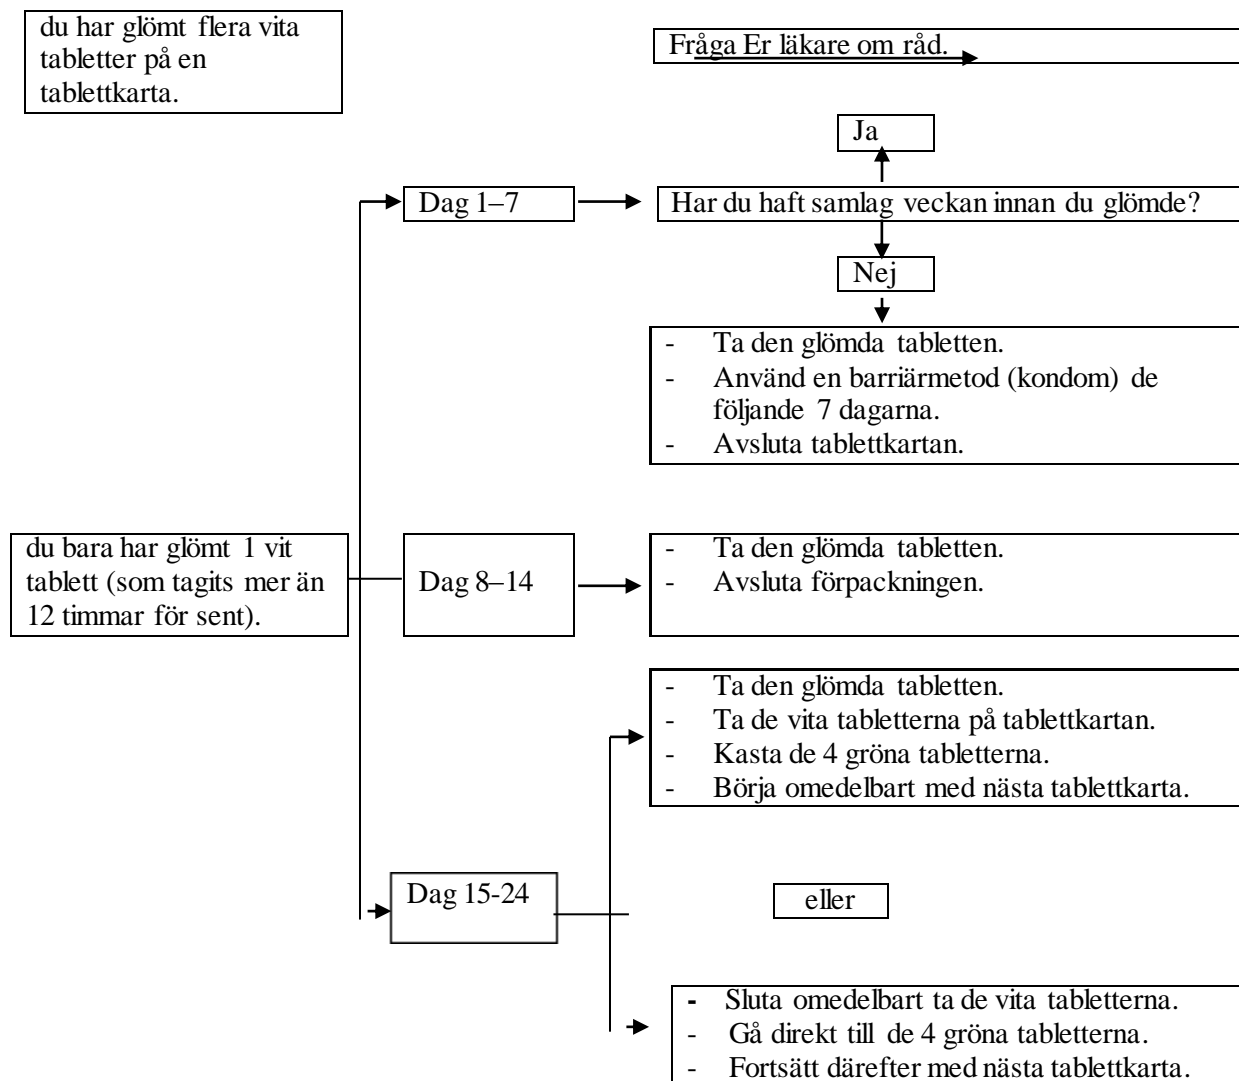 du har glömt flera vita
tabletter på en
tablettkarta.
Fråga Er läkare om råd.
Ja
Dag 1–7
Har du haft samlag veckan innan du glömde?
Nej
- Ta den glömda tabletten.
- Använd en barriärmetod (kondom) de
följande 7 dagarna.
- Avsluta tablettkartan.
du bara har glömt 1 vit
tablett (som tagits mer än
12 timmar för sent).
Dag 8–14
- Ta den glömda tabletten.
- Avsluta förpackningen.
- Ta den glömda tabletten.
- Ta de vita tabletterna på tablettkartan.
- Kasta de 4 gröna tabletterna.
- Börja omedelbart med nästa tablettkarta.
Dag 15-24
eller
- Sluta omedelbart ta de vita tabletterna.
- Gå direkt till de 4 gröna tabletterna.
- Fortsätt därefter med nästa tablettkarta.